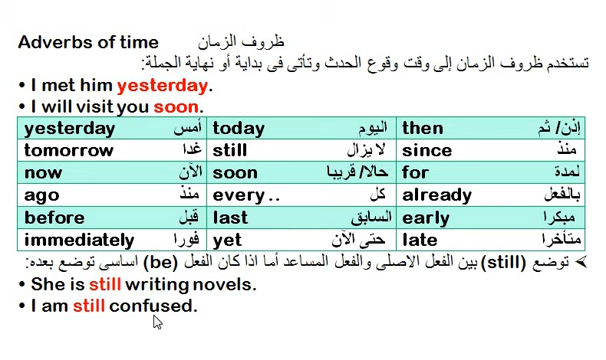 Adverbs of time ظروف الزمان
تستخدم ظروف الزمان إلى وقت وقوع الحدث وتأتى فى بداية أو نهاية الجملة:
• I met him yesterday.
• I will visit you soon.
yesterday أمس today اليوم then إذن/ ثم
tomorrow غدا still لا يزال since منذ
now الآن soon حالا/ قريبا for لمدة
ago منذ every .. كل already بالفعل
before قبل last السابق early مبكرا
immediately فورا yet حتى الآن late متأخرا
➢ توضع (still) بين الفعل الاصلى والفعل المساعد أما اذا كان الفعل (be) اساسى توضع بعده:
• She is still writing novels.
• I am still confused.